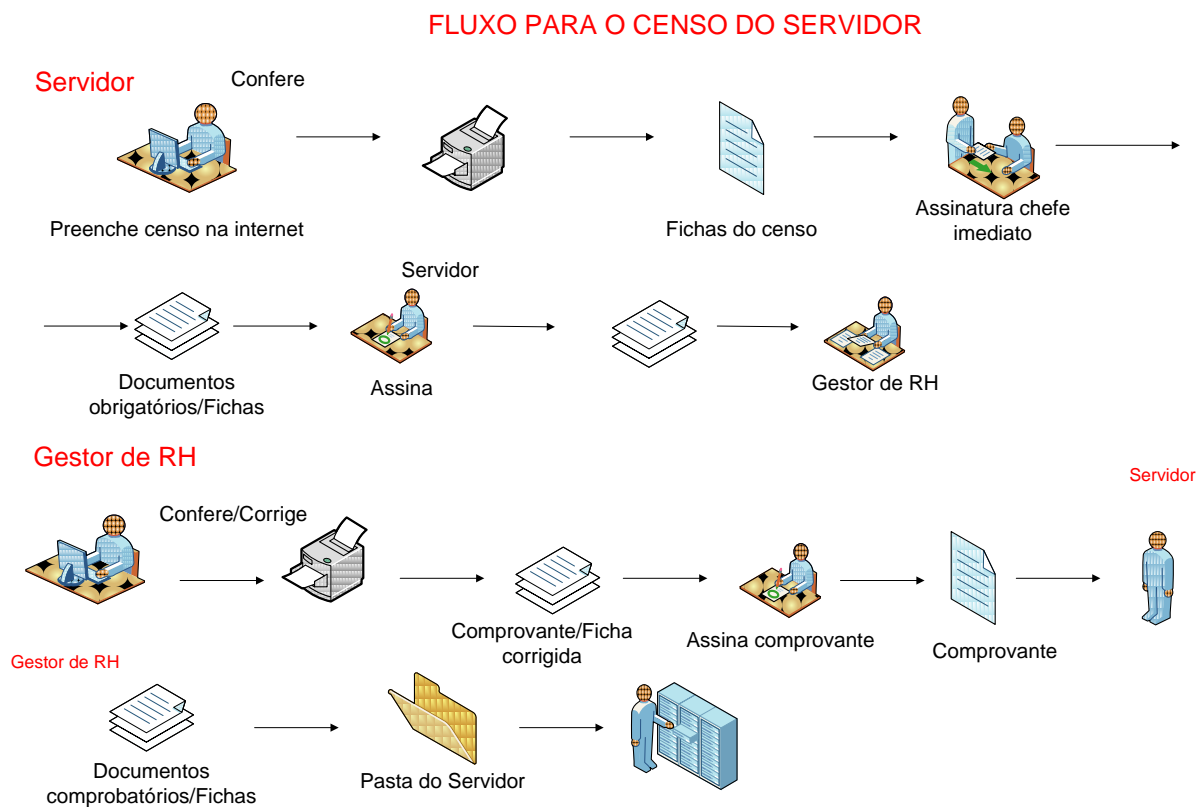 FLUXO PARA O CENSO DO SERVIDOR
Servidor
Confere
Preenche censo na internet
Fichas do censo
Assinatura chefe
imediato
Servidor
Documentos
obrigatórios/Fichas
Assina
Gestor de RH
Gestor de RH
Servidor
Confere/Corrige
Comprovante/Ficha
corrigida
Assina comprovante
Comprovante
Gestor de RH
Documentos
comprobatórios/Fichas
Pasta do Servidor